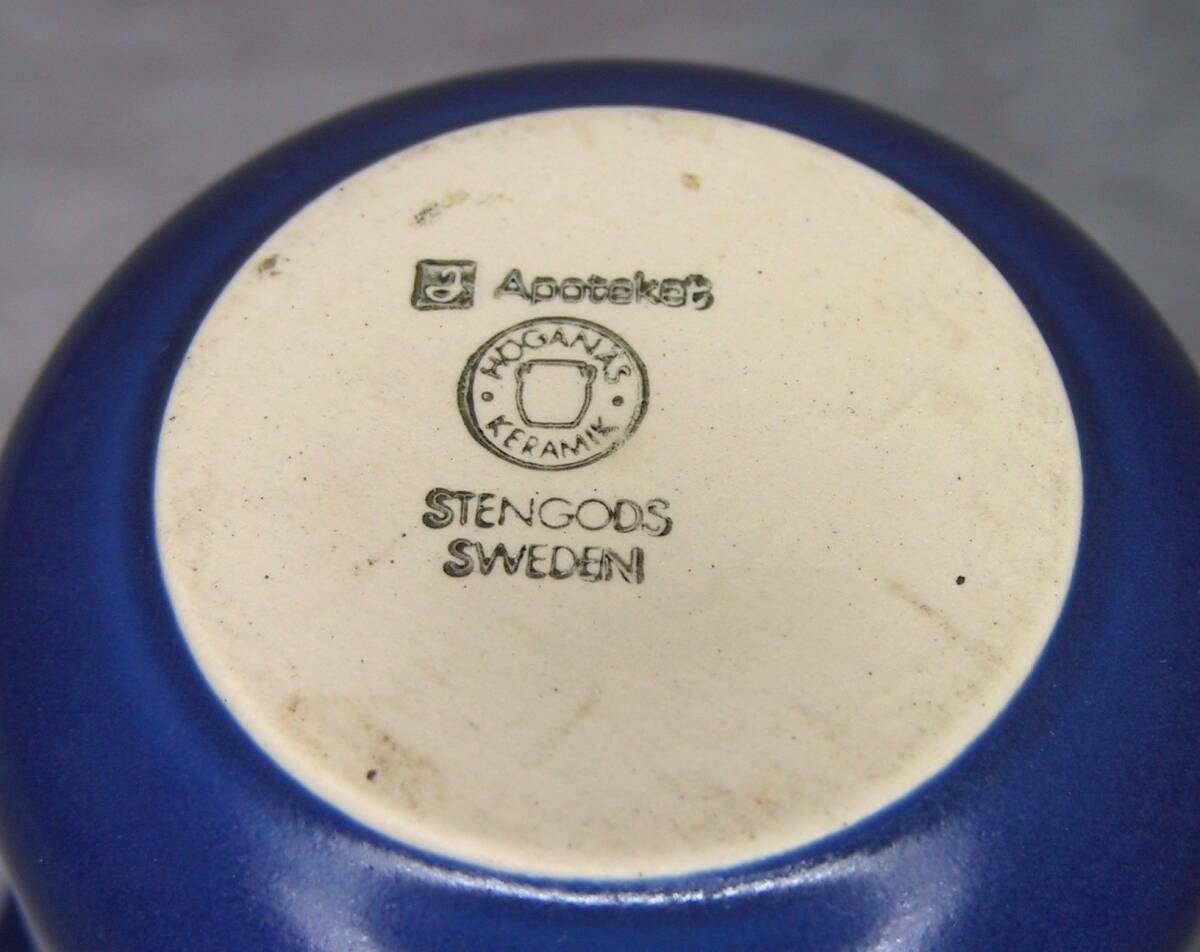 Apoteket
HÖGANÄS
KERAMIK
STENGODS
SWEDEN